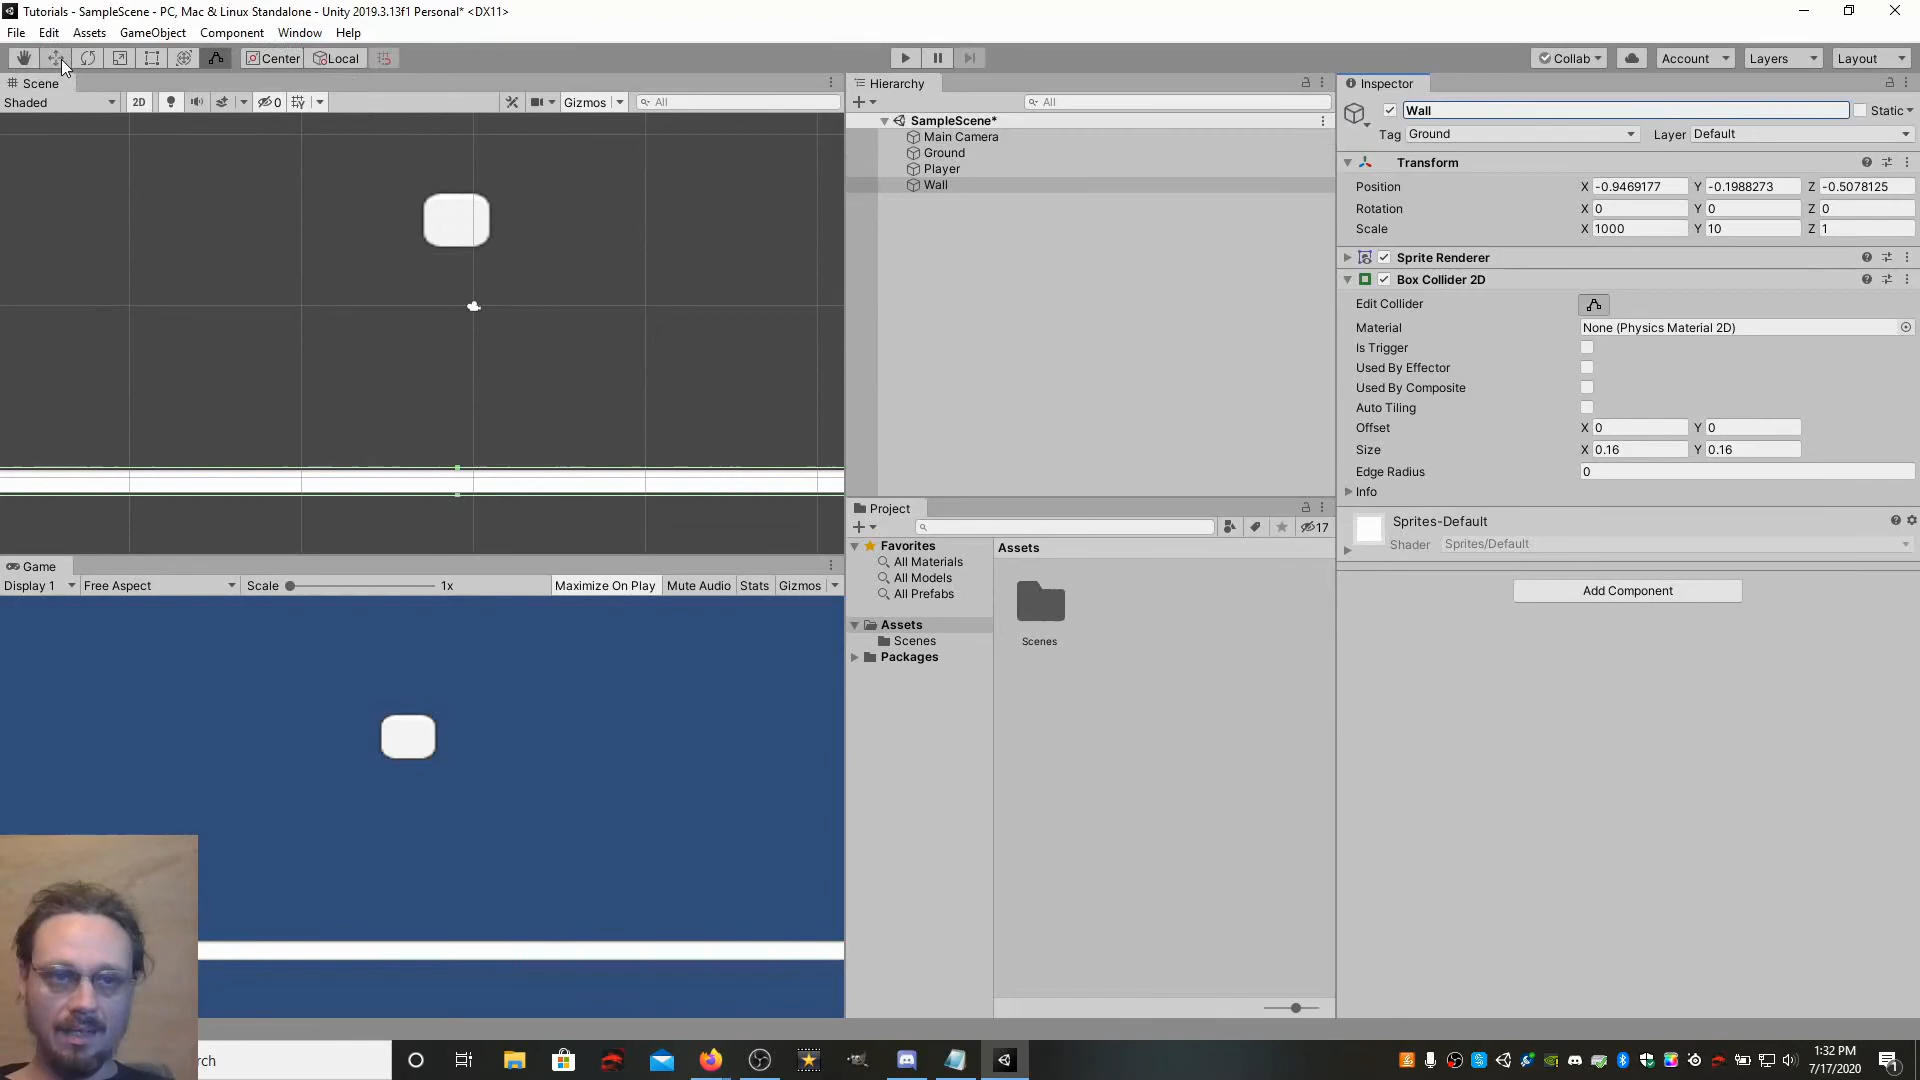 Tutorials - SampleScene - PC, Mac & Linux Standalone - Unity 2019.3.13f1 Personal* <DX11>
File Edit Assets GameObject Component Window Help
Center Local Collab Account Layers Layout
Scene
Shaded 2D 0 Gizmos All
Hierarchy
All
SampleScene*
Main Camera
Ground
Player
Wall
Inspector
Wall Static
Tag Ground Layer Default
Transform
Position X -0.9469177 Y -0.1988273 Z -0.5078125
Rotation X 0 Y 0 Z 0
Scale X 1000 Y 10 Z 1
Sprite Renderer
Box Collider 2D
Edit Collider
Material None (Physics Material 2D)
Is Trigger
Used By Effector
Used By Composite
Auto Tiling
Offset X 0 Y 0
Size X 0.16 Y 0.16
Edge Radius 0
Info
Sprites-Default
Shader Sprites/Default
Add Component
Project
17
Favorites
All Materials
All Models
All Prefabs
Assets
Scenes
Packages
Assets
Scenes
Game
Display 1 Free Aspect Scale 1x Maximize On Play Mute Audio Stats Gizmos
rch
1:32 PM
7/17/2020
1